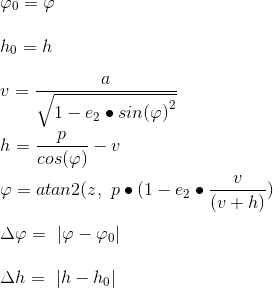 φ₀ = φ
h₀ = h
v = a / √(1 − e₂ • sin(φ)²)
h = p / cos(φ) − v
φ = atan2(z, p • (1 − e₂ • v / (v + h))
Δφ = |φ − φ₀|
Δh = |h − h₀|